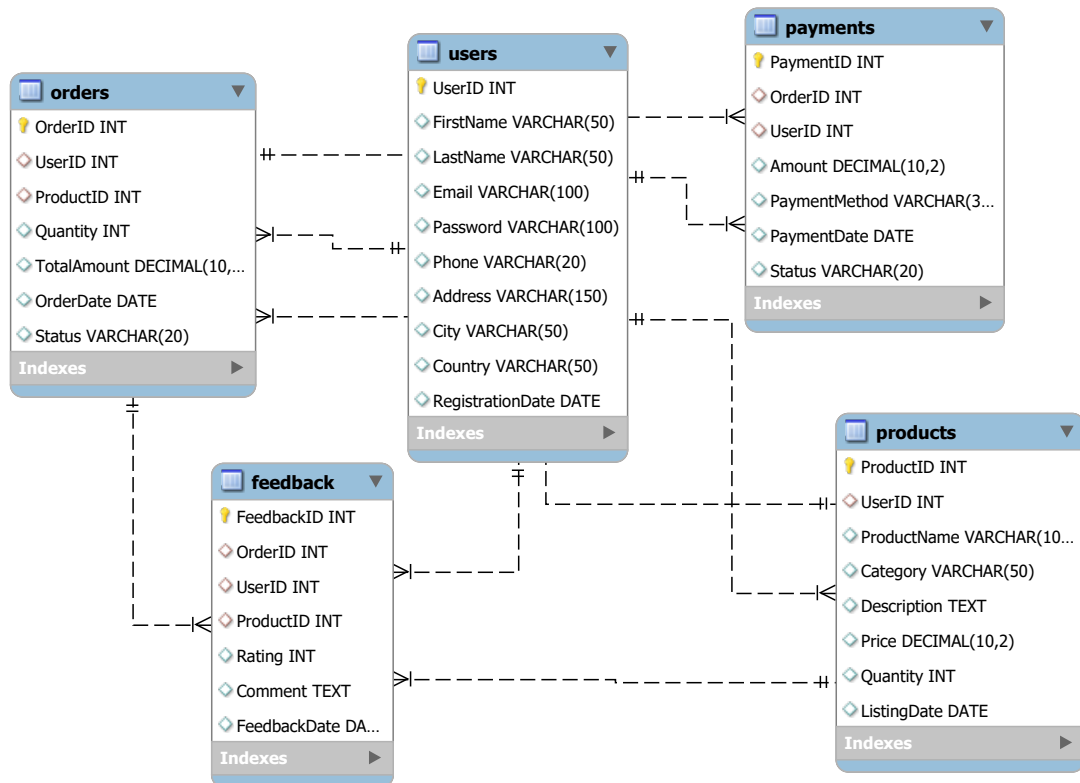 orders
OrderID INT
UserID INT
ProductID INT
Quantity INT
TotalAmount DECIMAL(10,...
OrderDate DATE
Status VARCHAR(20)
Indexes
users
UserID INT
FirstName VARCHAR(50)
LastName VARCHAR(50)
Email VARCHAR(100)
Password VARCHAR(100)
Phone VARCHAR(20)
Address VARCHAR(150)
City VARCHAR(50)
Country VARCHAR(50)
RegistrationDate DATE
Indexes
payments
PaymentID INT
OrderID INT
UserID INT
Amount DECIMAL(10,2)
PaymentMethod VARCHAR(3...
PaymentDate DATE
Status VARCHAR(20)
Indexes
feedback
FeedbackID INT
OrderID INT
UserID INT
ProductID INT
Rating INT
Comment TEXT
FeedbackDate DA...
Indexes
products
ProductID INT
UserID INT
ProductName VARCHAR(10...
Category VARCHAR(50)
Description TEXT
Price DECIMAL(10,2)
Quantity INT
ListingDate DATE
Indexes